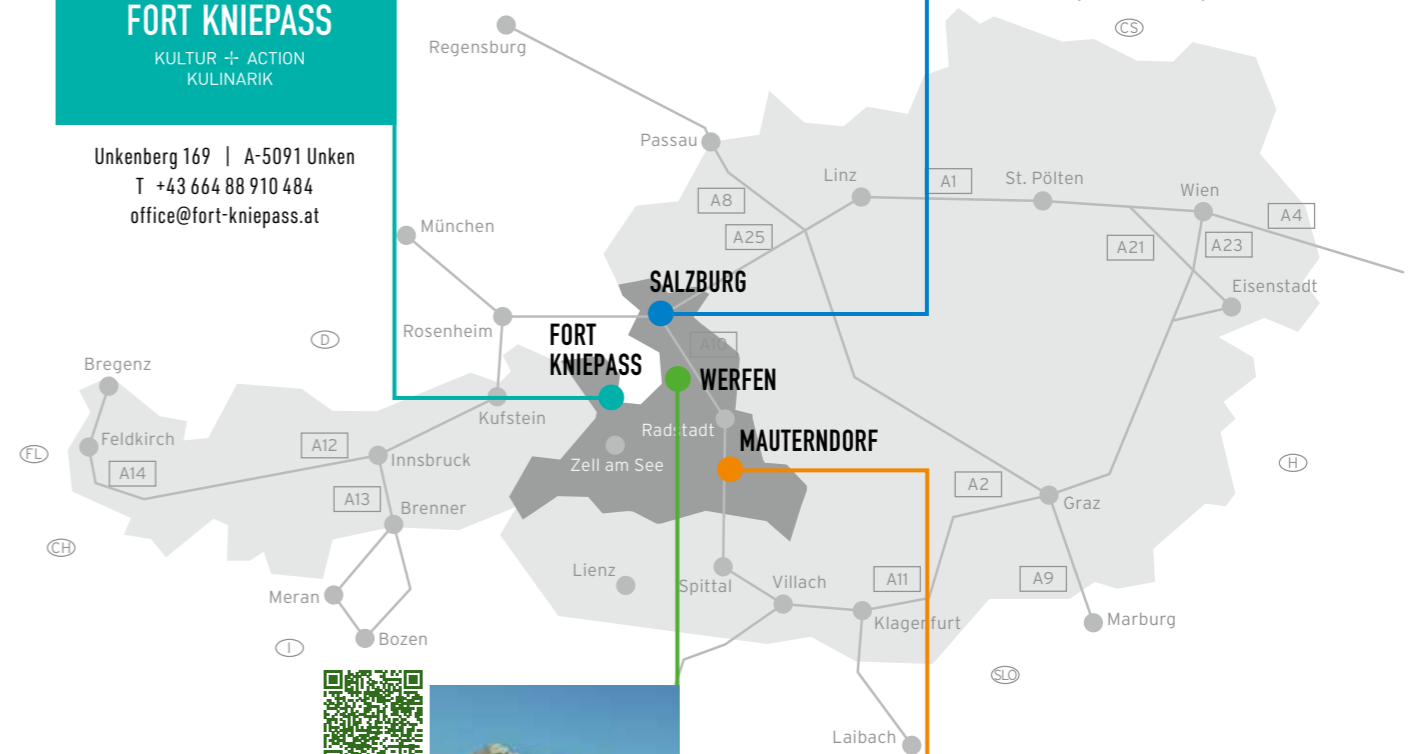 FORT KNIEPASS
KULTUR + ACTION
KULINARIK
Unkenberg 169 | A-5091 Unken
T +43 664 88 910 484
office@fort-kniepass.at
CS
Regensburg
Passau
Linz
A1
St. Pölten
Wien
A8
A4
A25
A21
A23
München
SALZBURG
Eisenstadt
Rosenheim
D
FORT
KNIEPASS
A10
Bregenz
WERFEN
Kufstein
Radstadt
MAUTERNDORF
Feldkirch
FL
A12
Innsbruck
Zell am See
H
A14
A13
Brenner
A2
Graz
CH
Lienz
Spittal
Villach
A11
A9
Meran
Klagenfurt
Marburg
Bozen
I
SLO
Laibach